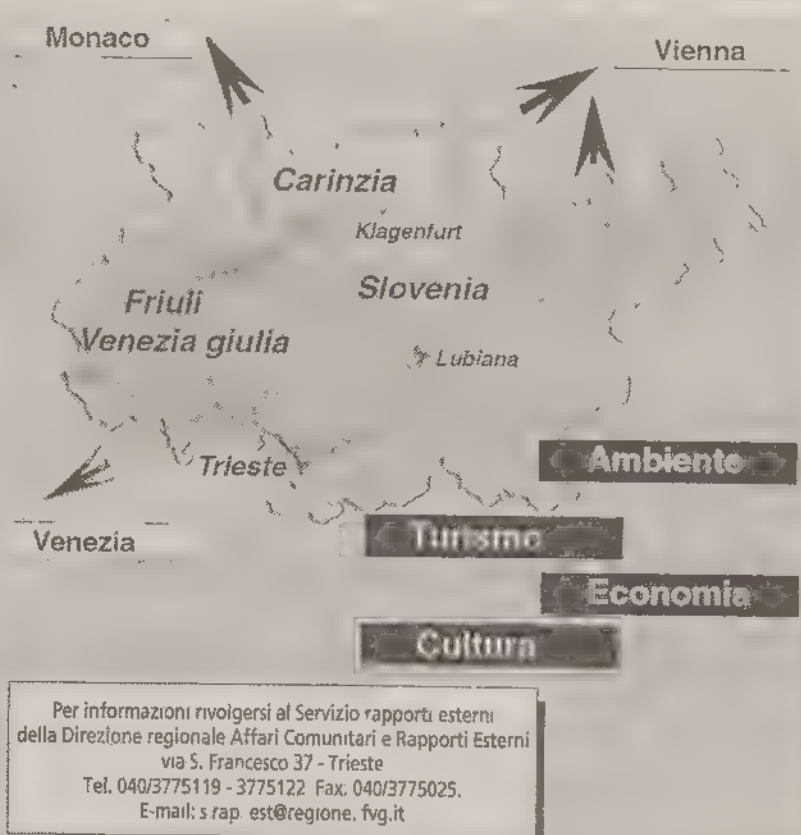 Monaco
Vienna
Carinzia
Klagenfurt
Slovenia
Friuli
Venezia giulia
Lubiana
Trieste
Venezia
Ambiente
Turismo
Economia
Cultura
Per informazioni rivolgersi al Servizio rapporti esterni
della Direzione regionale Affari Comunitari e Rapporti Esterni
via S. Francesco 37 - Trieste
Tel. 040/3775119 - 3775122 Fax: 040/3775025.
E-mail: s.rap. est@regione. fvg.it